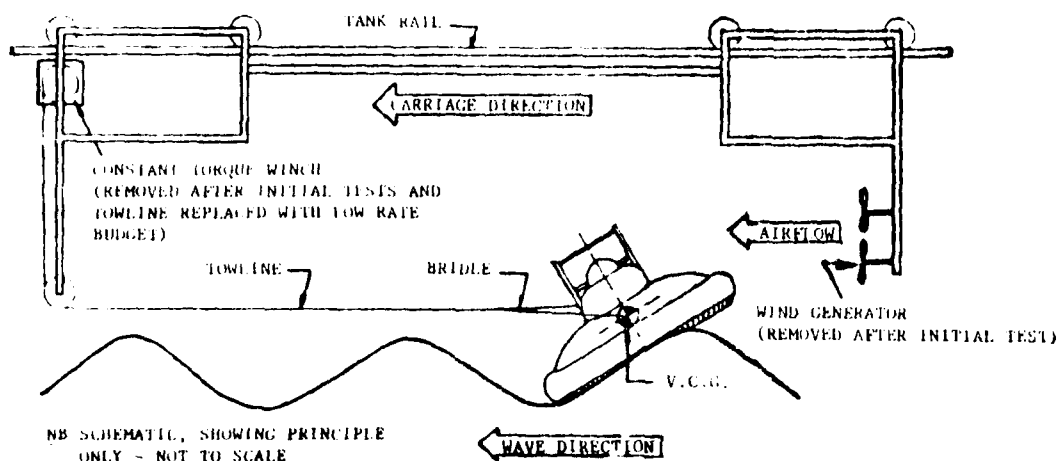 TANK RAIL
CARRIAGE DIRECTION
CONSTANT TORQUE WINCH
(REMOVED AFTER INITIAL TESTS AND
TOWLINE REPLACED WITH LOW RATE
BUDGET)
AIRFLOW
TOWLINE
BRIDLE
WIND GENERATOR
(REMOVED AFTER INITIAL TEST)
V.C.G.
NB SCHEMATIC, SHOWING PRINCIPLE
ONLY - NOT TO SCALE
WAVE DIRECTION